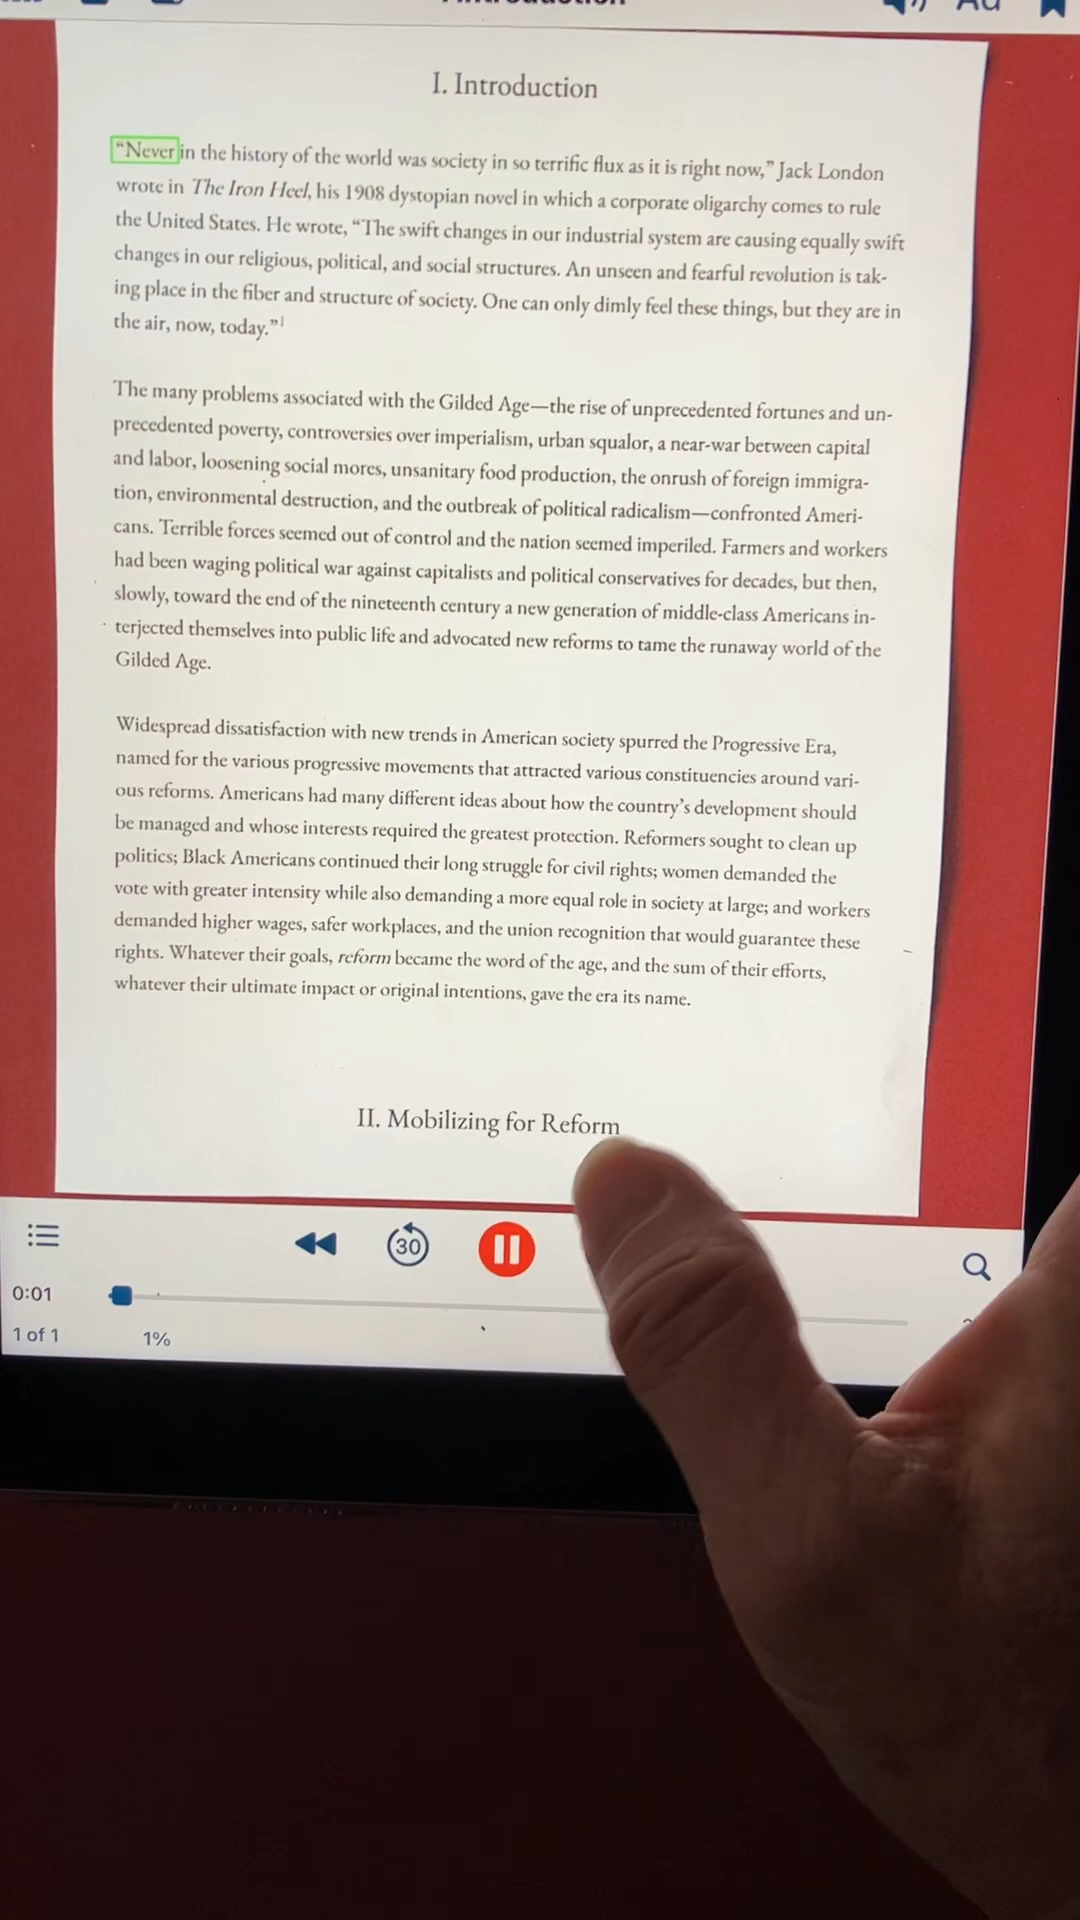 I. Introduction
“Never in the history of the world was society in so terrific flux as it is right now,” Jack London
wrote in The Iron Heel, his 1908 dystopian novel in which a corporate oligarchy comes to rule
the United States. He wrote, “The swift changes in our industrial system are causing equally swift
changes in our religious, political, and social structures. An unseen and fearful revolution is tak-
ing place in the fiber and structure of society. One can only dimly feel these things, but they are in
the air, now, today.”1
The many problems associated with the Gilded Age—the rise of unprecedented fortunes and un-
precedented poverty, controversies over imperialism, urban squalor, a near-war between capital
and labor, loosening social mores, unsanitary food production, the onrush of foreign immigra-
tion, environmental destruction, and the outbreak of political radicalism—confronted Ameri-
cans. Terrible forces seemed out of control and the nation seemed imperiled. Farmers and workers
had been waging political war against capitalists and political conservatives for decades, but then,
slowly, toward the end of the nineteenth century a new generation of middle-class Americans in-
terjected themselves into public life and advocated new reforms to tame the runaway world of the
Gilded Age.
Widespread dissatisfaction with new trends in American society spurred the Progressive Era,
named for the various progressive movements that attracted various constituencies around vari-
ous reforms. Americans had many different ideas about how the country’s development should
be managed and whose interests required the greatest protection. Reformers sought to clean up
politics; Black Americans continued their long struggle for civil rights; women demanded the
vote with greater intensity while also demanding a more equal role in society at large; and workers
demanded higher wages, safer workplaces, and the union recognition that would guarantee these
rights. Whatever their goals, reform became the word of the age, and the sum of their efforts,
whatever their ultimate impact or original intentions, gave the era its name.
II. Mobilizing for Reform
30
0:01
1 of 1 1%